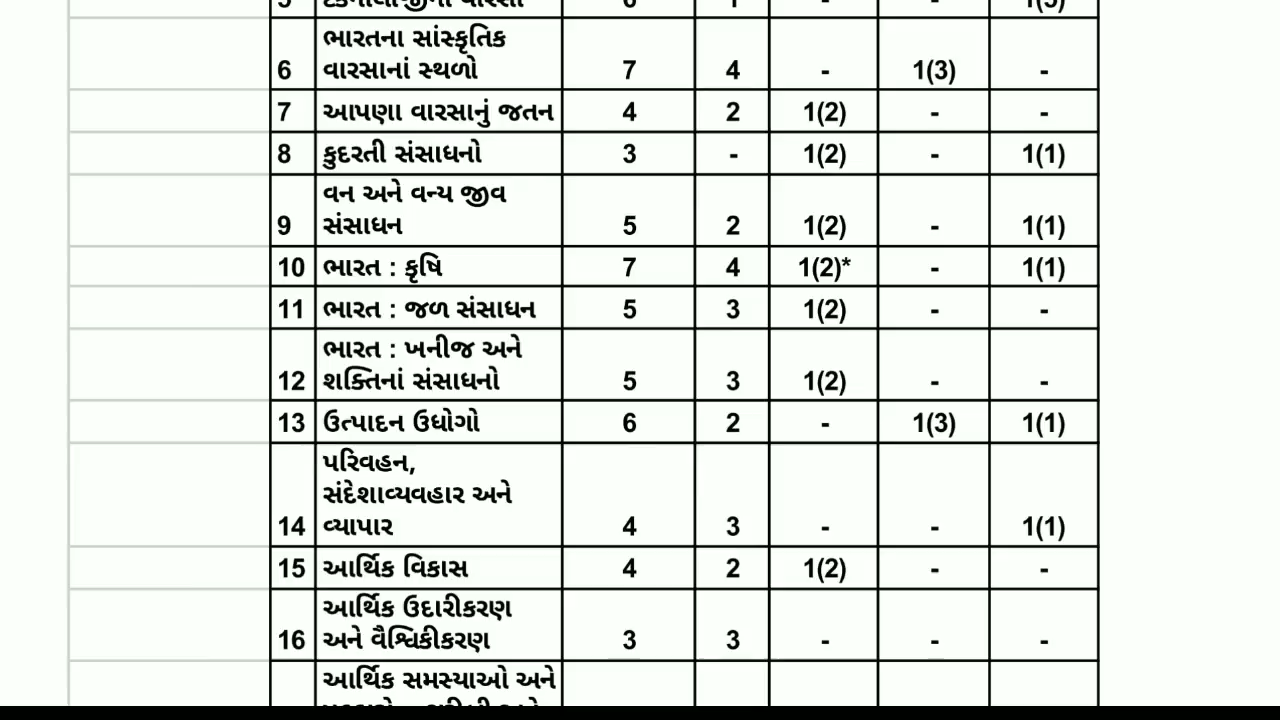 5 6 1 - - 1(5)
ભારતના સાંસ્કૃતિક
6 વારસાનાં સ્થળો 7 4 - 1(3) -
7 આપણા વારસાનું જતન 4 2 1(2) - -
8 કુદરતી સંસાધનો 3 - 1(2) - 1(1)
વન અને વન્ય જીવ
9 સંસાધન 5 2 1(2) - 1(1)
10 ભારત : કૃષિ 7 4 1(2)* - 1(1)
11 ભારત : જળ સંસાધન 5 3 1(2) - -
ભારત : ખનીજ અને
12 શક્તિનાં સંસાધનો 5 3 1(2) - -
13 ઉત્પાદન ઉધોગો 6 2 - 1(3) 1(1)
પરિવહન,
સંદેશાવ્યવહાર અને
14 વ્યાપાર 4 3 - - 1(1)
15 આર્થિક વિકાસ 4 2 1(2) - -
આર્થિક ઉદારીકરણ
16 અને વૈશ્વિકીકરણ 3 3 - - -
આર્થિક સમસ્યાઓ અને